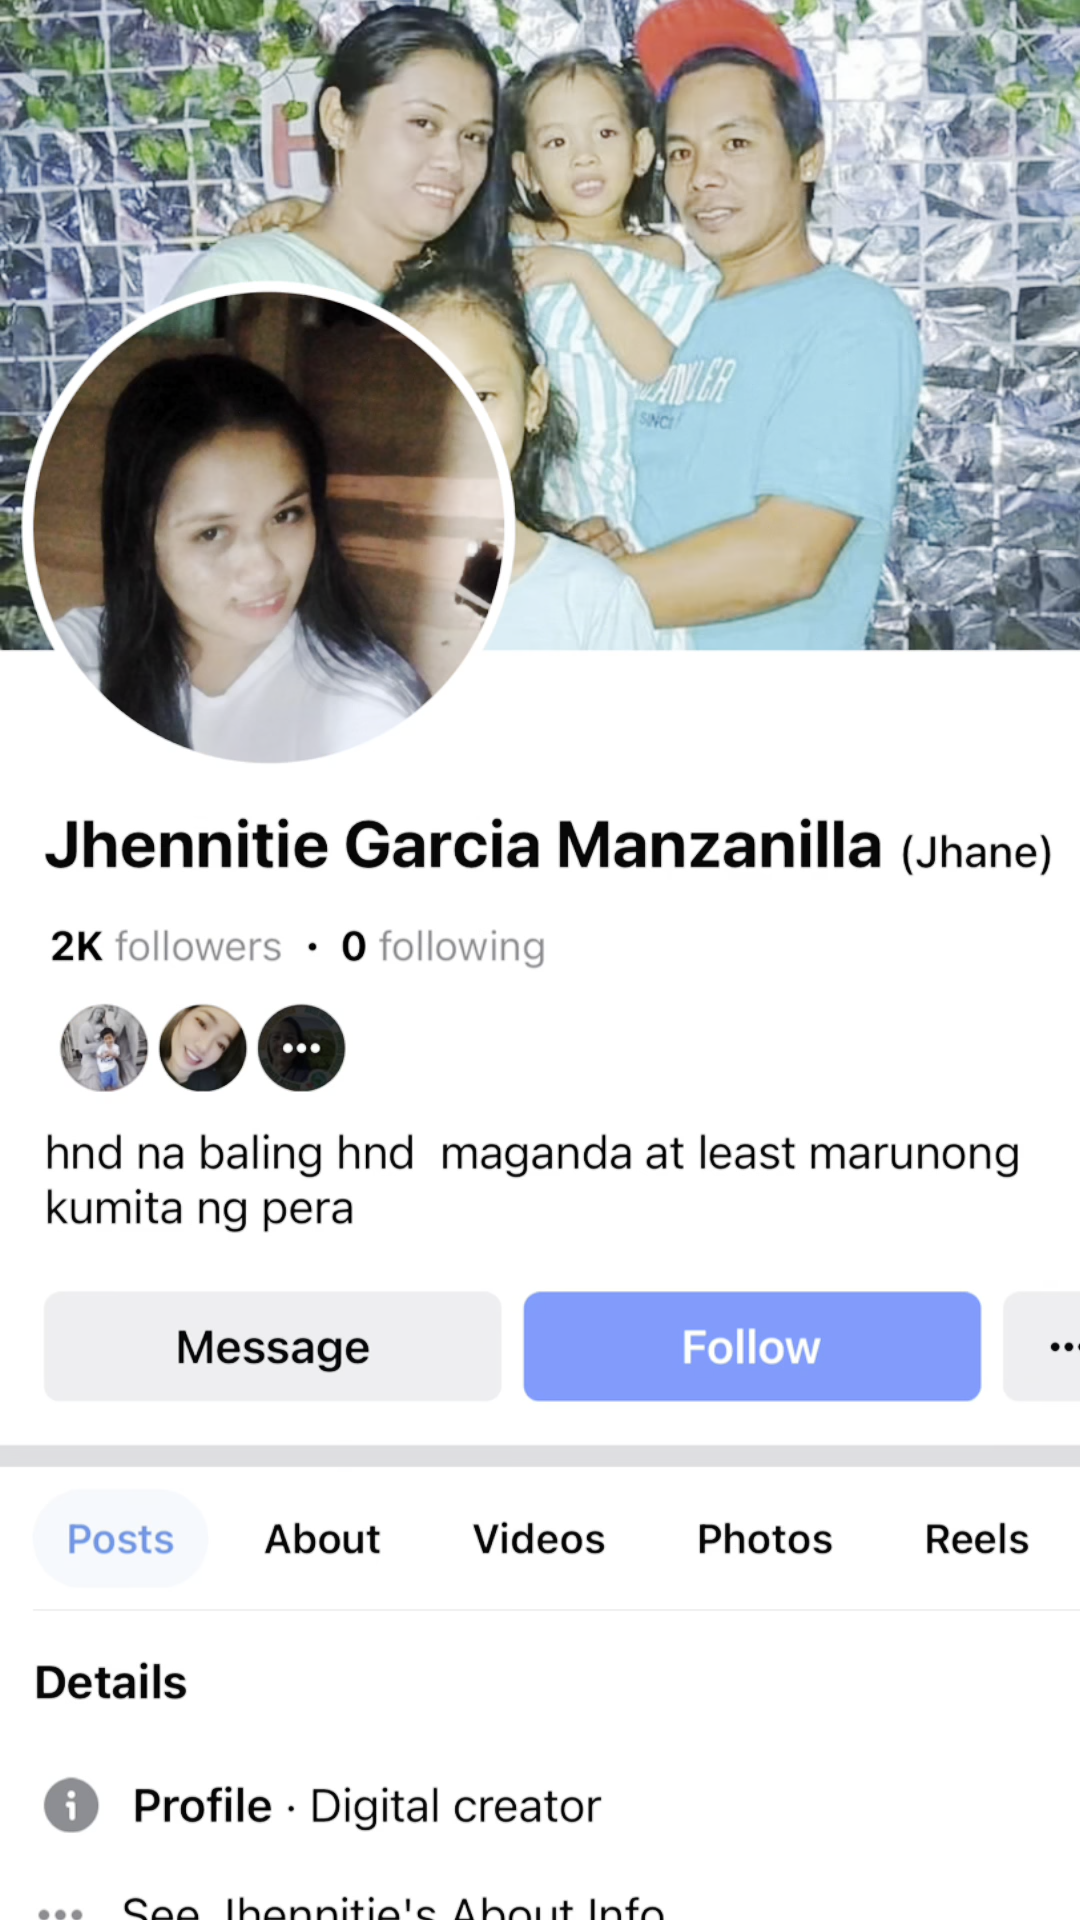 H
SINCE
Jhennitie Garcia Manzanilla (Jhane)
2K followers · 0 following
hnd na baling hnd  maganda at least marunong
kumita ng pera
Message
Follow
Posts
About
Videos
Photos
Reels
Details
Profile · Digital creator
See Jhennitie's About Info